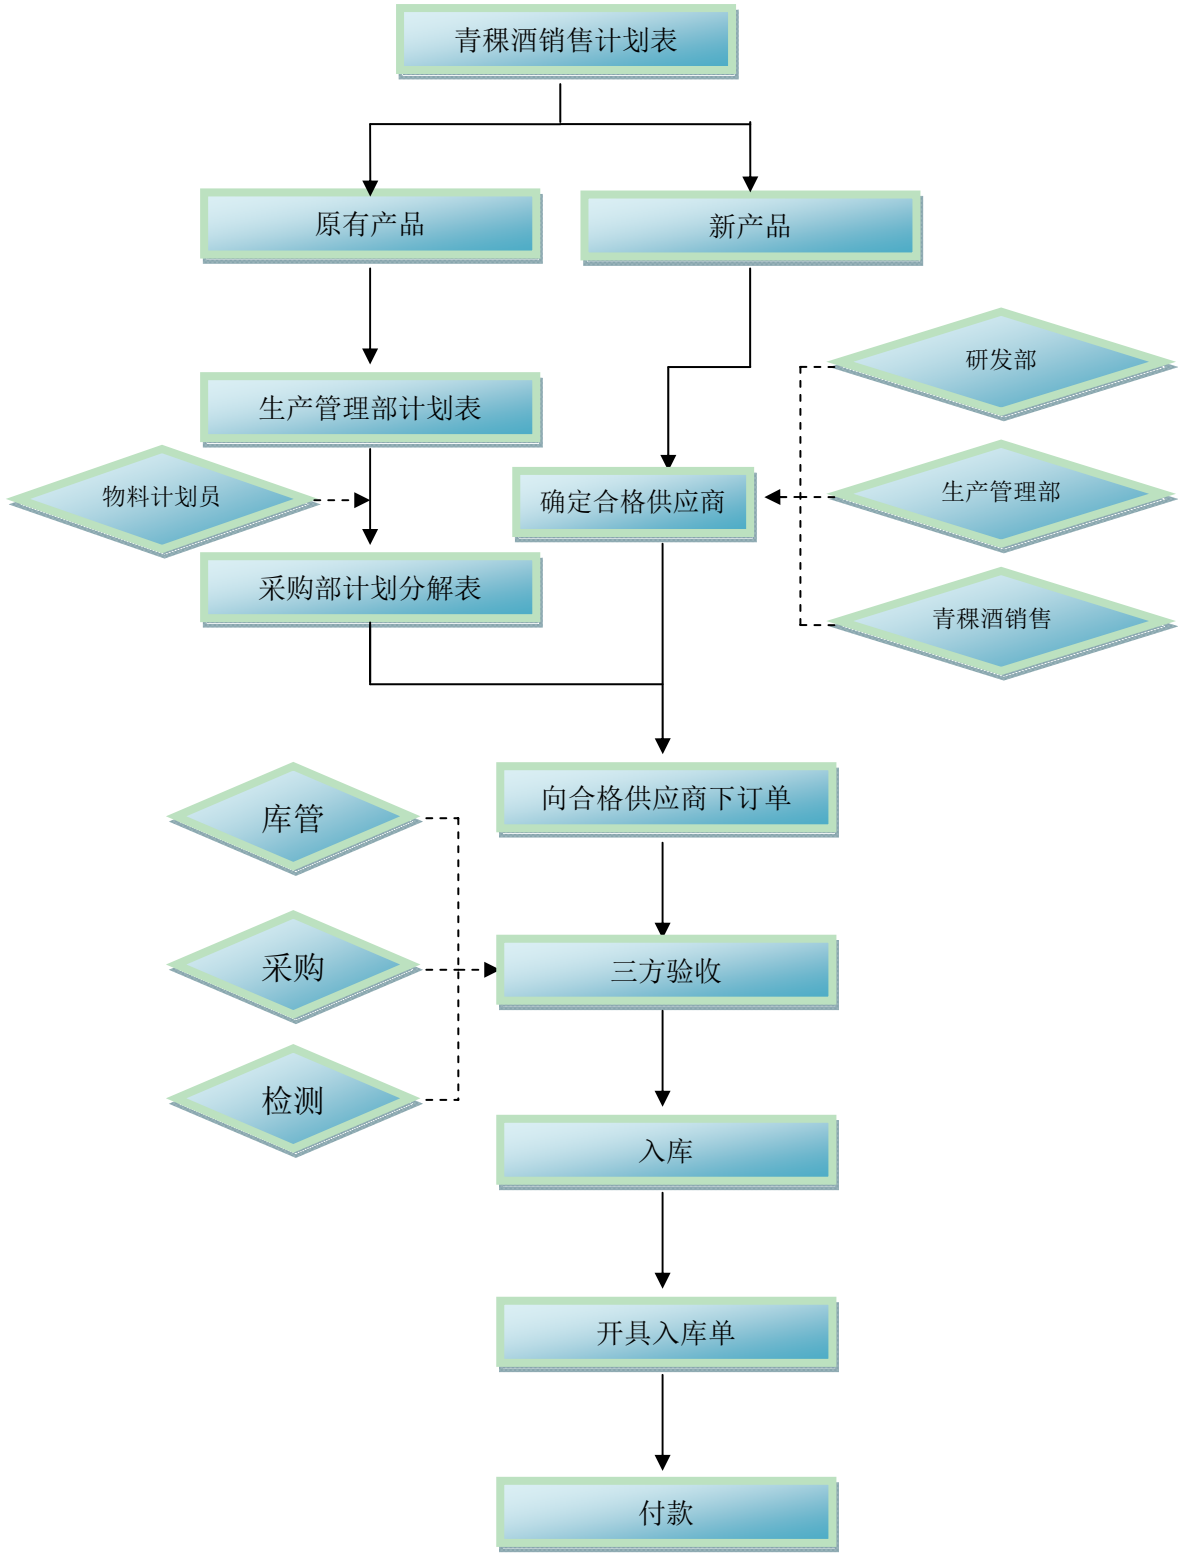 青稞酒销售计划表
原有产品
新产品
研发部
生产管理部计划表
物料计划员
确定合格供应商
生产管理部
采购部计划分解表
青稞酒销售
向合格供应商下订单
库管
采购
三方验收
检测
入库
开具入库单
付款